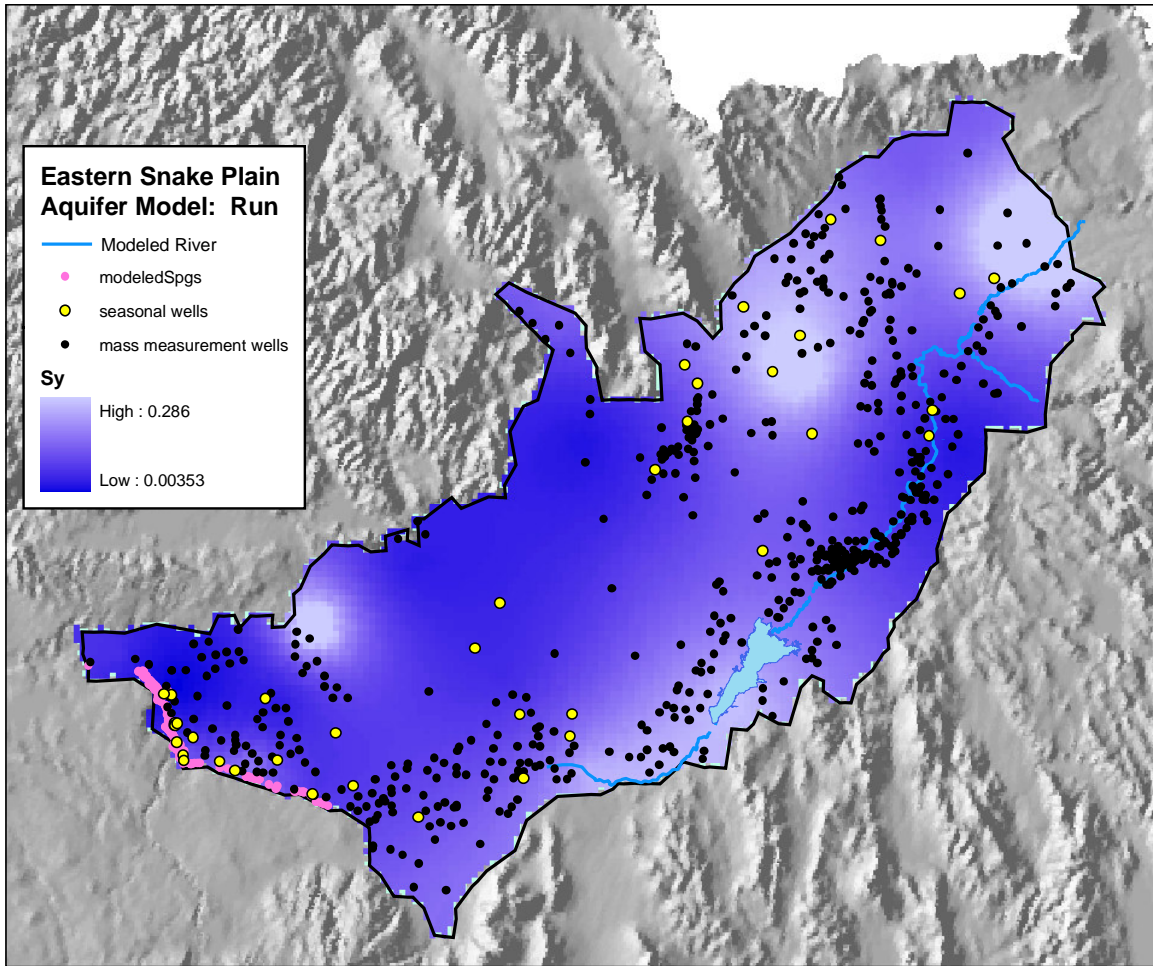 Eastern Snake Plain
Aquifer Model: Run
Modeled River
modeledSpgs
seasonal wells
mass measurement wells
Sy
High : 0.286
Low : 0.00353